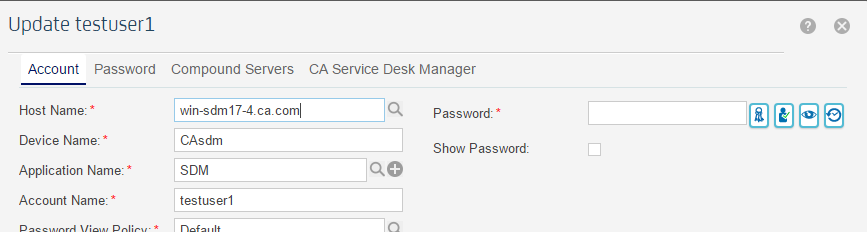 Update testuser1
Account Password Compound Servers CA Service Desk Manager
Host Name: * win-sdm17-4.ca.com Password: *
Device Name: * CAsdm Show Password:
Application Name: * SDM
Account Name: * testuser1
Password View Policy: * Default